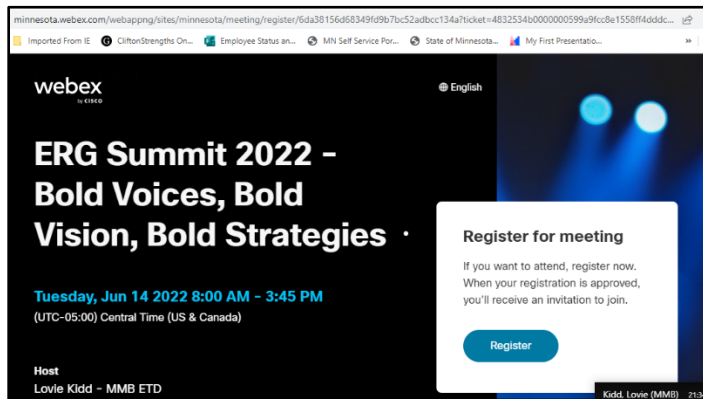 minnesota.webex.com/webappng/sites/minnesota/meeting/register/6da38156d68349fd9b7bc52adbcc134a?ticket=4832534b0000000599a9fcc8e1558ff4dddc...
Imported From IE CliftonStrengths On... Employee Status an... MN Self Service Por... State of Minnesota... My First Presentatio... »
webex
by CISCO
English
ERG Summit 2022 –
Bold Voices, Bold
Vision, Bold Strategies
Tuesday, Jun 14 2022 8:00 AM - 3:45 PM
(UTC-05:00) Central Time (US & Canada)
Host
Lovie Kidd - MMB ETD
Register for meeting
If you want to attend, register now.
When your registration is approved,
you'll receive an invitation to join.
Register
Kidd, Lovie (MMB)